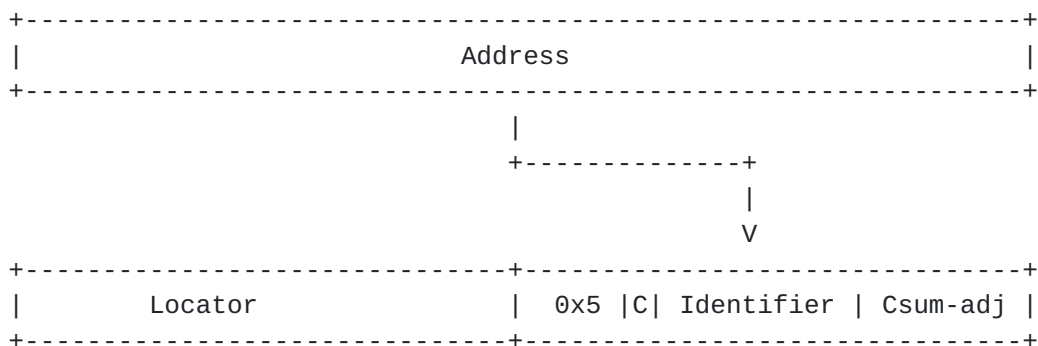 Address
V
Locator | 0x5 |C| Identifier | Csum-adj